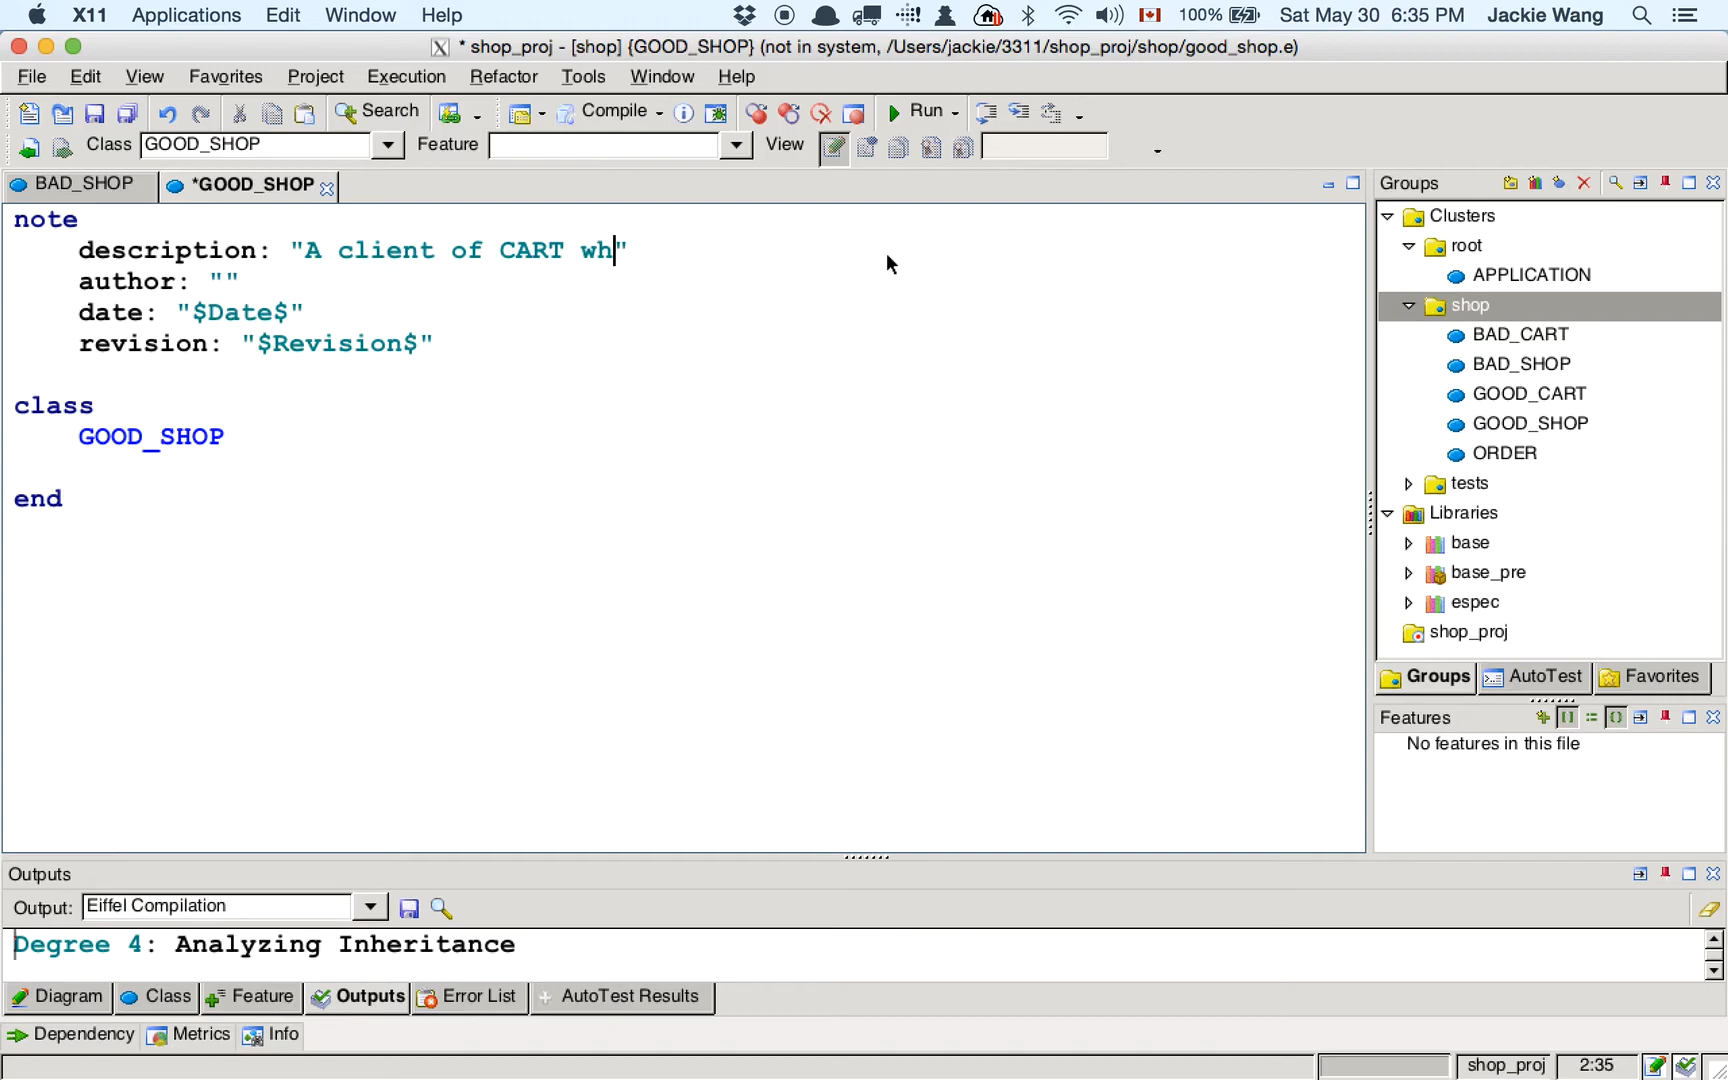 X11 Applications Edit Window Help 100% Sat May 30 6:35 PM Jackie Wang
* shop_proj - [shop] {GOOD_SHOP} (not in system, /Users/jackie/3311/shop_proj/shop/good_shop.e)
File Edit View Favorites Project Execution Refactor Tools Window Help
Search Compile Run
Class GOOD_SHOP Feature View
BAD_SHOP *GOOD_SHOP
note
description: "A client of CART wh"
author: ""
date: "$Date$"
revision: "$Revision$"
class
GOOD_SHOP
end
Groups
Clusters
root
APPLICATION
shop
BAD_CART
BAD_SHOP
GOOD_CART
GOOD_SHOP
ORDER
tests
Libraries
base
base_pre
espec
shop_proj
Groups AutoTest Favorites
Features
No features in this file
Outputs
Output: Eiffel Compilation
Degree 4: Analyzing Inheritance
Diagram Class Feature Outputs Error List AutoTest Results
Dependency Metrics Info
shop_proj 2:35